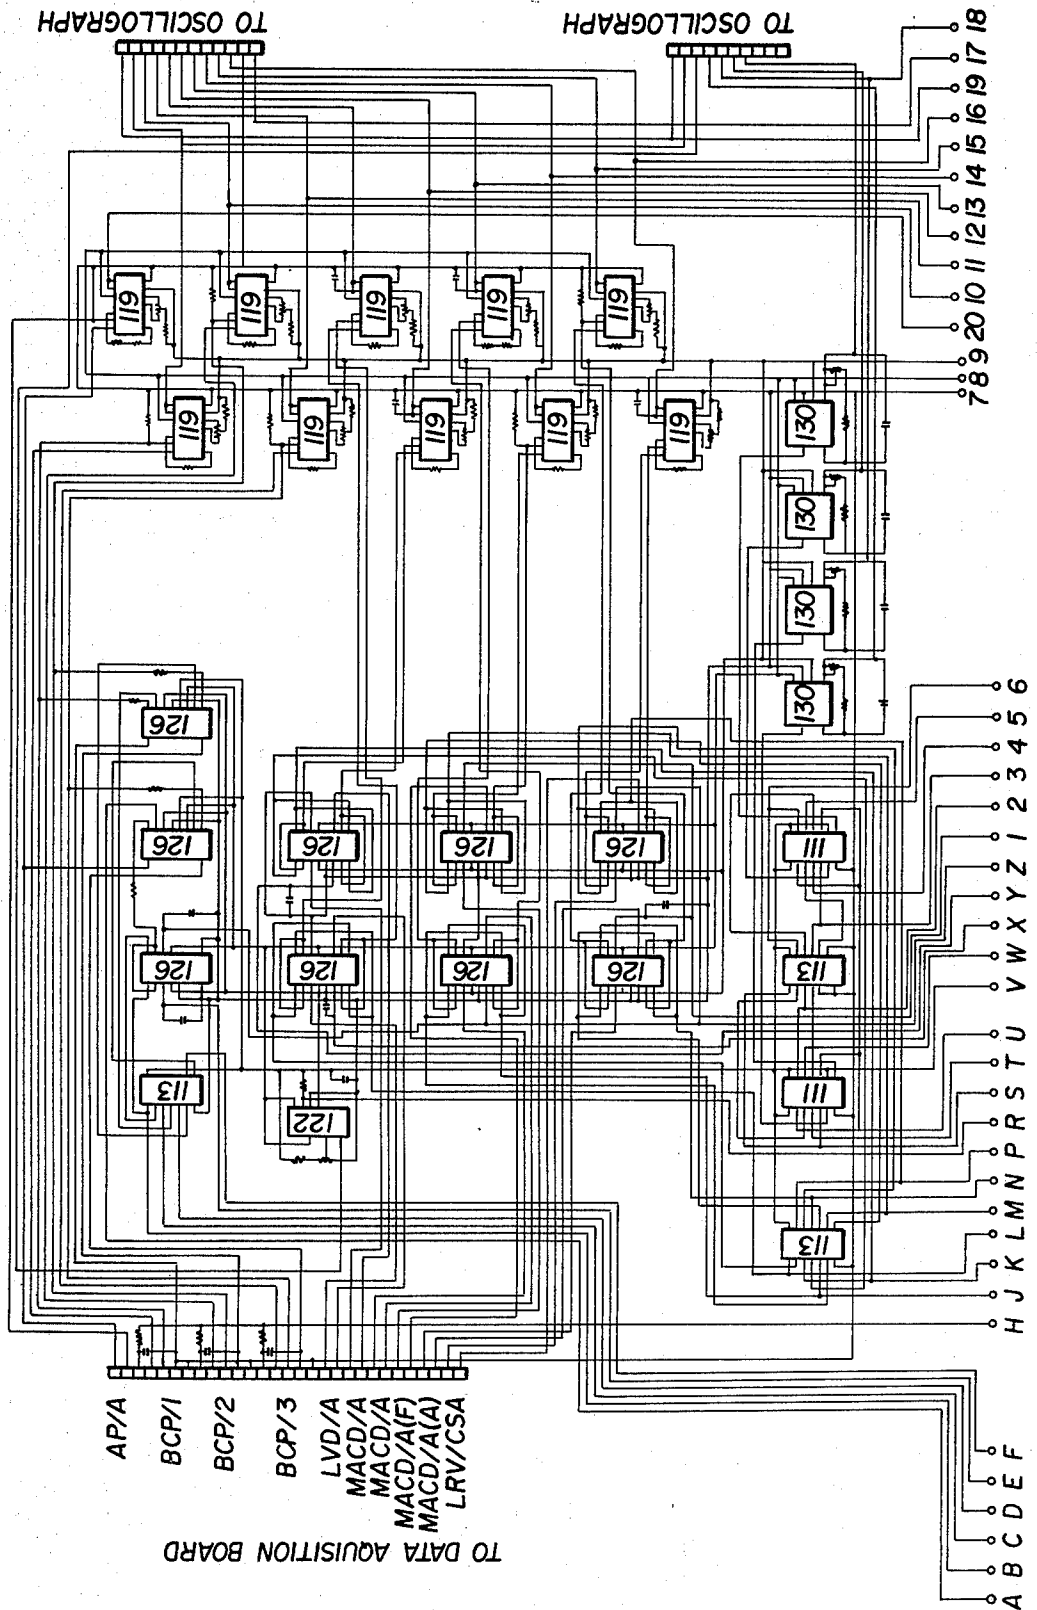 TO OSCILLOGRAPH
TO OSCILLOGRAPH
18
17
19
16
15
14
13
12
11
10
20
9
8
7
119
119
119
119
119
119
119
119
119
119
130
130
130
130
126
126
126
126
126
111
126
126
126
126
113
113
122
111
113
6
5
4
3
2
1
Z
Y
X
W
V
U
T
S
R
P
N
M
L
K
J
H
AP/A
BCP/1
BCP/2
BCP/3
LVD/A
MACD/A
MACD/A
MACD/A(F)
MACD/A(A)
LRV/CSA
TO DATA AQUISITION BOARD
F
E
D
C
B
A